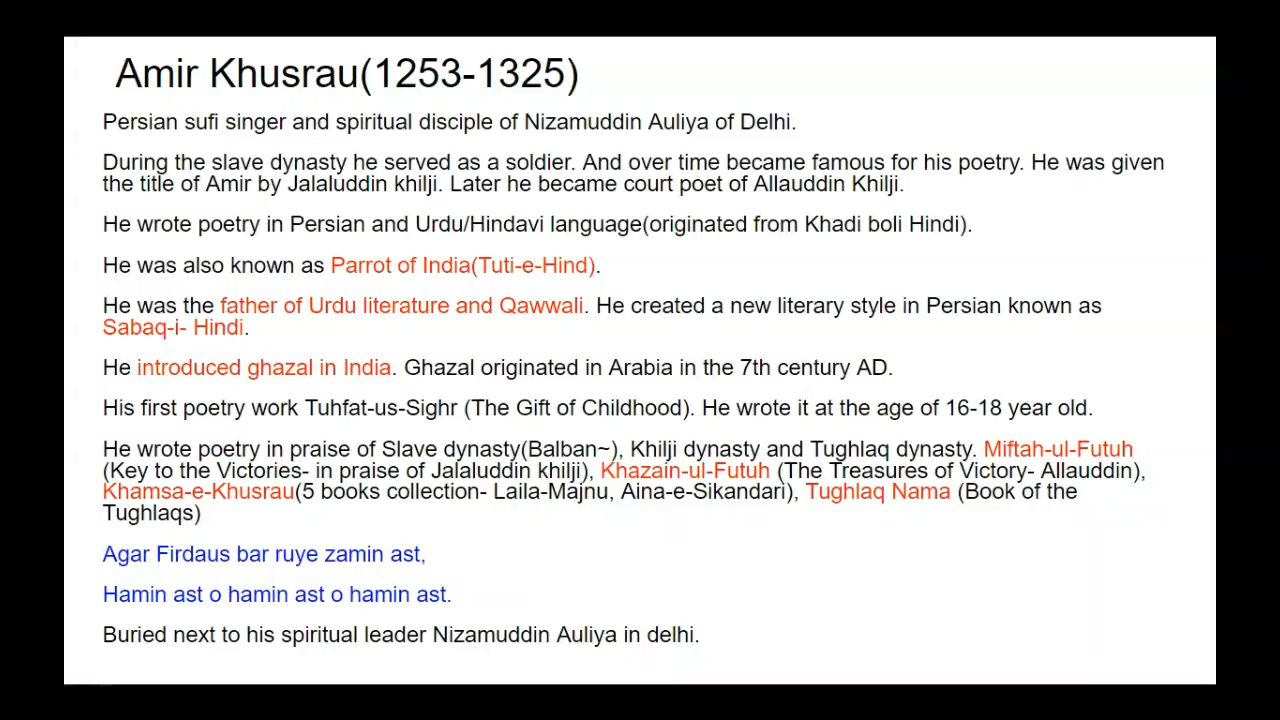 Amir Khusrau(1253-1325)
Persian sufi singer and spiritual disciple of Nizamuddin Auliya of Delhi.
During the slave dynasty he served as a soldier. And over time became famous for his poetry. He was given
the title of Amir by Jalaluddin khilji. Later he became court poet of Allauddin Khilji.
He wrote poetry in Persian and Urdu/Hindavi language(originated from Khadi boli Hindi).
He was also known as Parrot of India(Tuti-e-Hind).
He was the father of Urdu literature and Qawwali. He created a new literary style in Persian known as
Sabaq-i- Hindi.
He introduced ghazal in India. Ghazal originated in Arabia in the 7th century AD.
His first poetry work Tuhfat-us-Sighr (The Gift of Childhood). He wrote it at the age of 16-18 year old.
He wrote poetry in praise of Slave dynasty(Balban~), Khilji dynasty and Tughlaq dynasty. Miftah-ul-Futuh
(Key to the Victories- in praise of Jalaluddin khilji), Khazain-ul-Futuh (The Treasures of Victory- Allauddin),
Khamsa-e-Khusrau(5 books collection- Laila-Majnu, Aina-e-Sikandari), Tughlaq Nama (Book of the
Tughlaqs)
Agar Firdaus bar ruye zamin ast,
Hamin ast o hamin ast o hamin ast.
Buried next to his spiritual leader Nizamuddin Auliya in delhi.